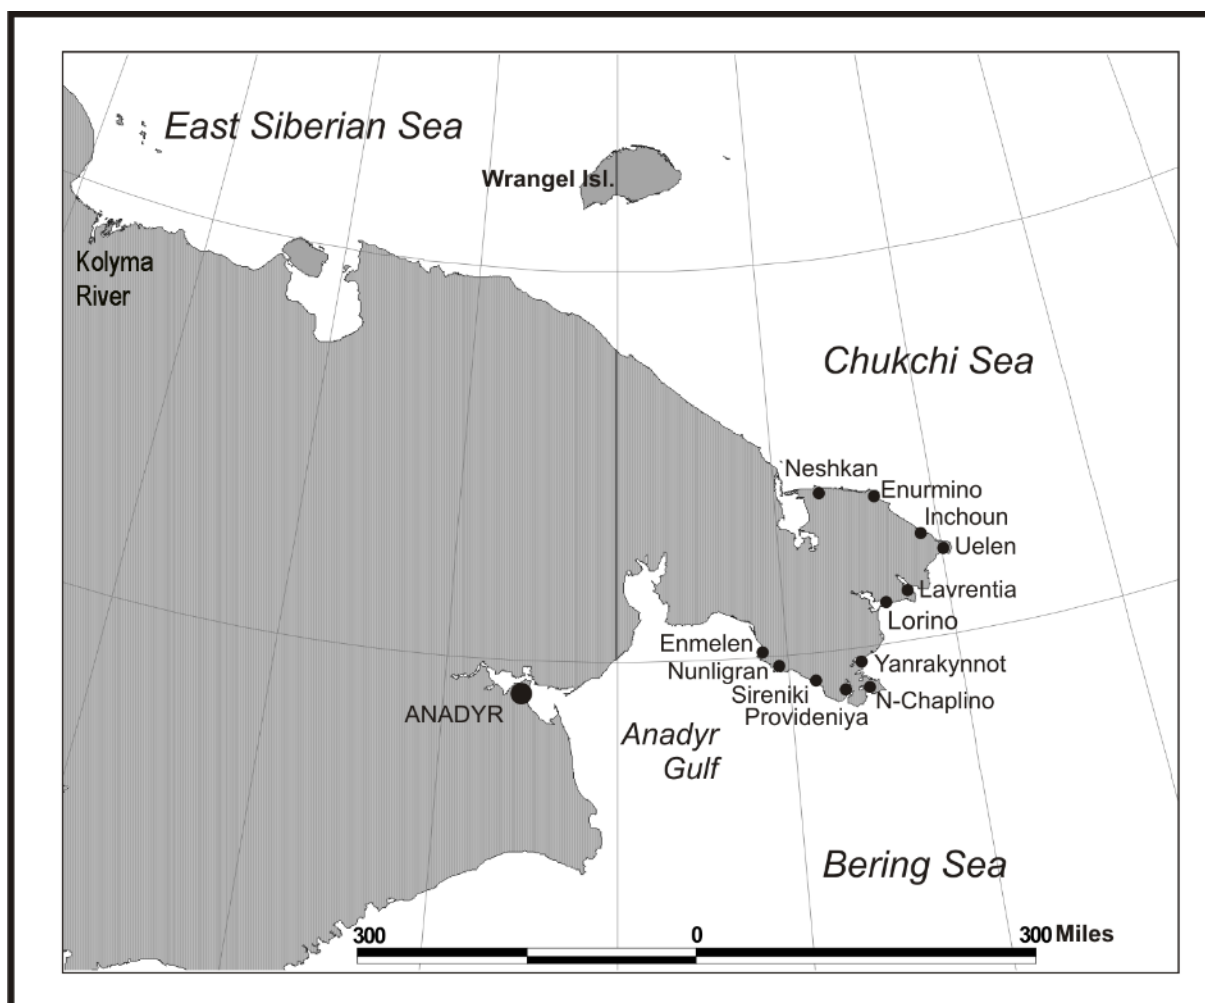 East Siberian Sea
Wrangel Isl.
Kolyma
River
Chukchi Sea
Neshkan
Enurmino
Inchoun
Uelen
Lavrentia
Lorino
Enmelen
Yanrakynnot
Nunligran
Sireniki
N-Chaplino
Provideniya
ANADYR
Anadyr
Gulf
Bering Sea
300 0 300 Miles